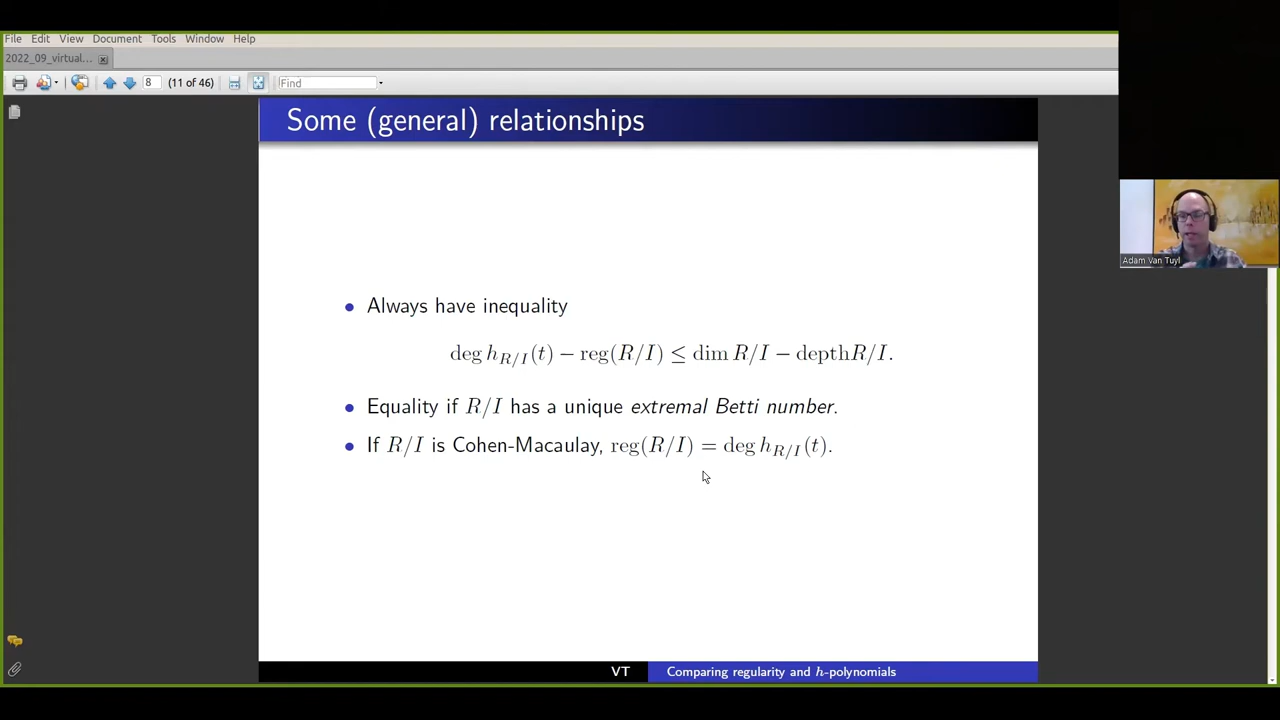 File Edit View Document Tools Window Help
2022_09_virtual...
8 (11 of 46) Find
Some (general) relationships
• Always have inequality
deg h_{R/I}(t) − reg(R/I) ≤ dim R/I − depthR/I.
• Equality if R/I has a unique extremal Betti number.
• If R/I is Cohen-Macaulay, reg(R/I) = deg h_{R/I}(t).
Adam Van Tuyl
VT Comparing regularity and h-polynomials